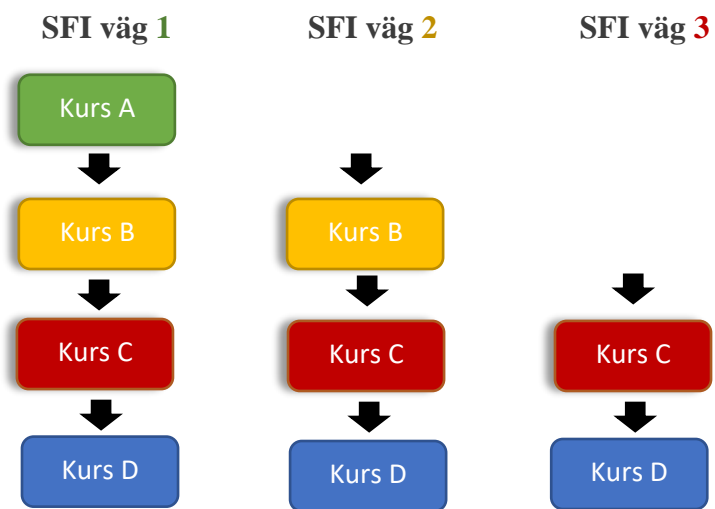 SFI väg 1
SFI väg 2
SFI väg 3
Kurs A
Kurs B
Kurs B
Kurs C
Kurs C
Kurs C
Kurs D
Kurs D
Kurs D